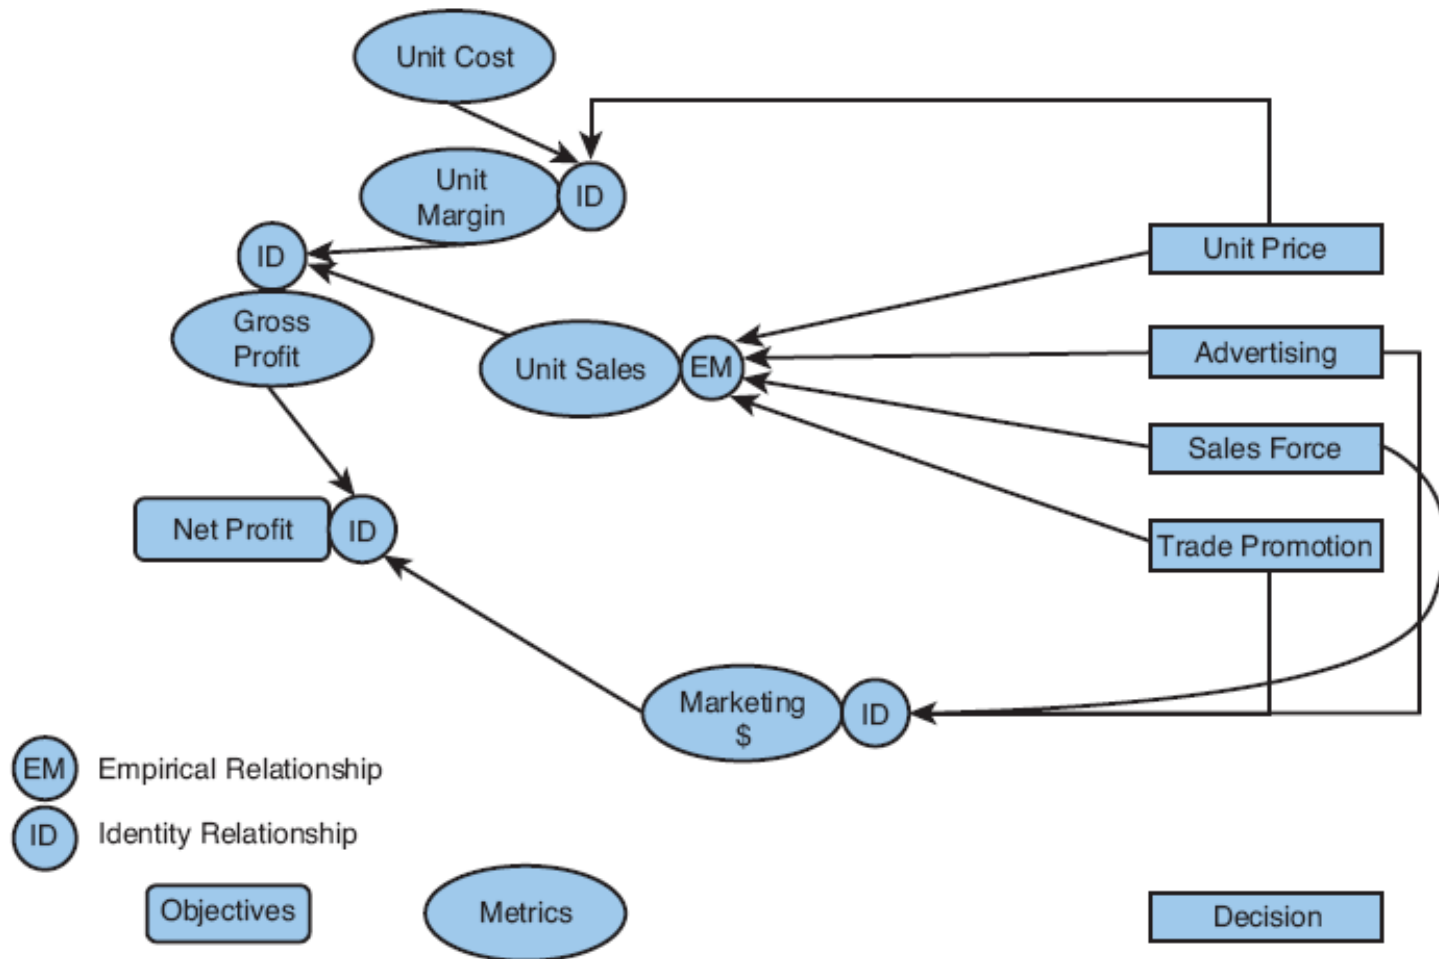 Unit Cost
Unit
Margin
ID
ID
Gross
Profit
Unit Sales
EM
Unit Price
Advertising
Sales Force
Trade Promotion
Net Profit
ID
Marketing
$
ID
EM
Empirical Relationship
ID
Identity Relationship
Objectives
Metrics
Decision